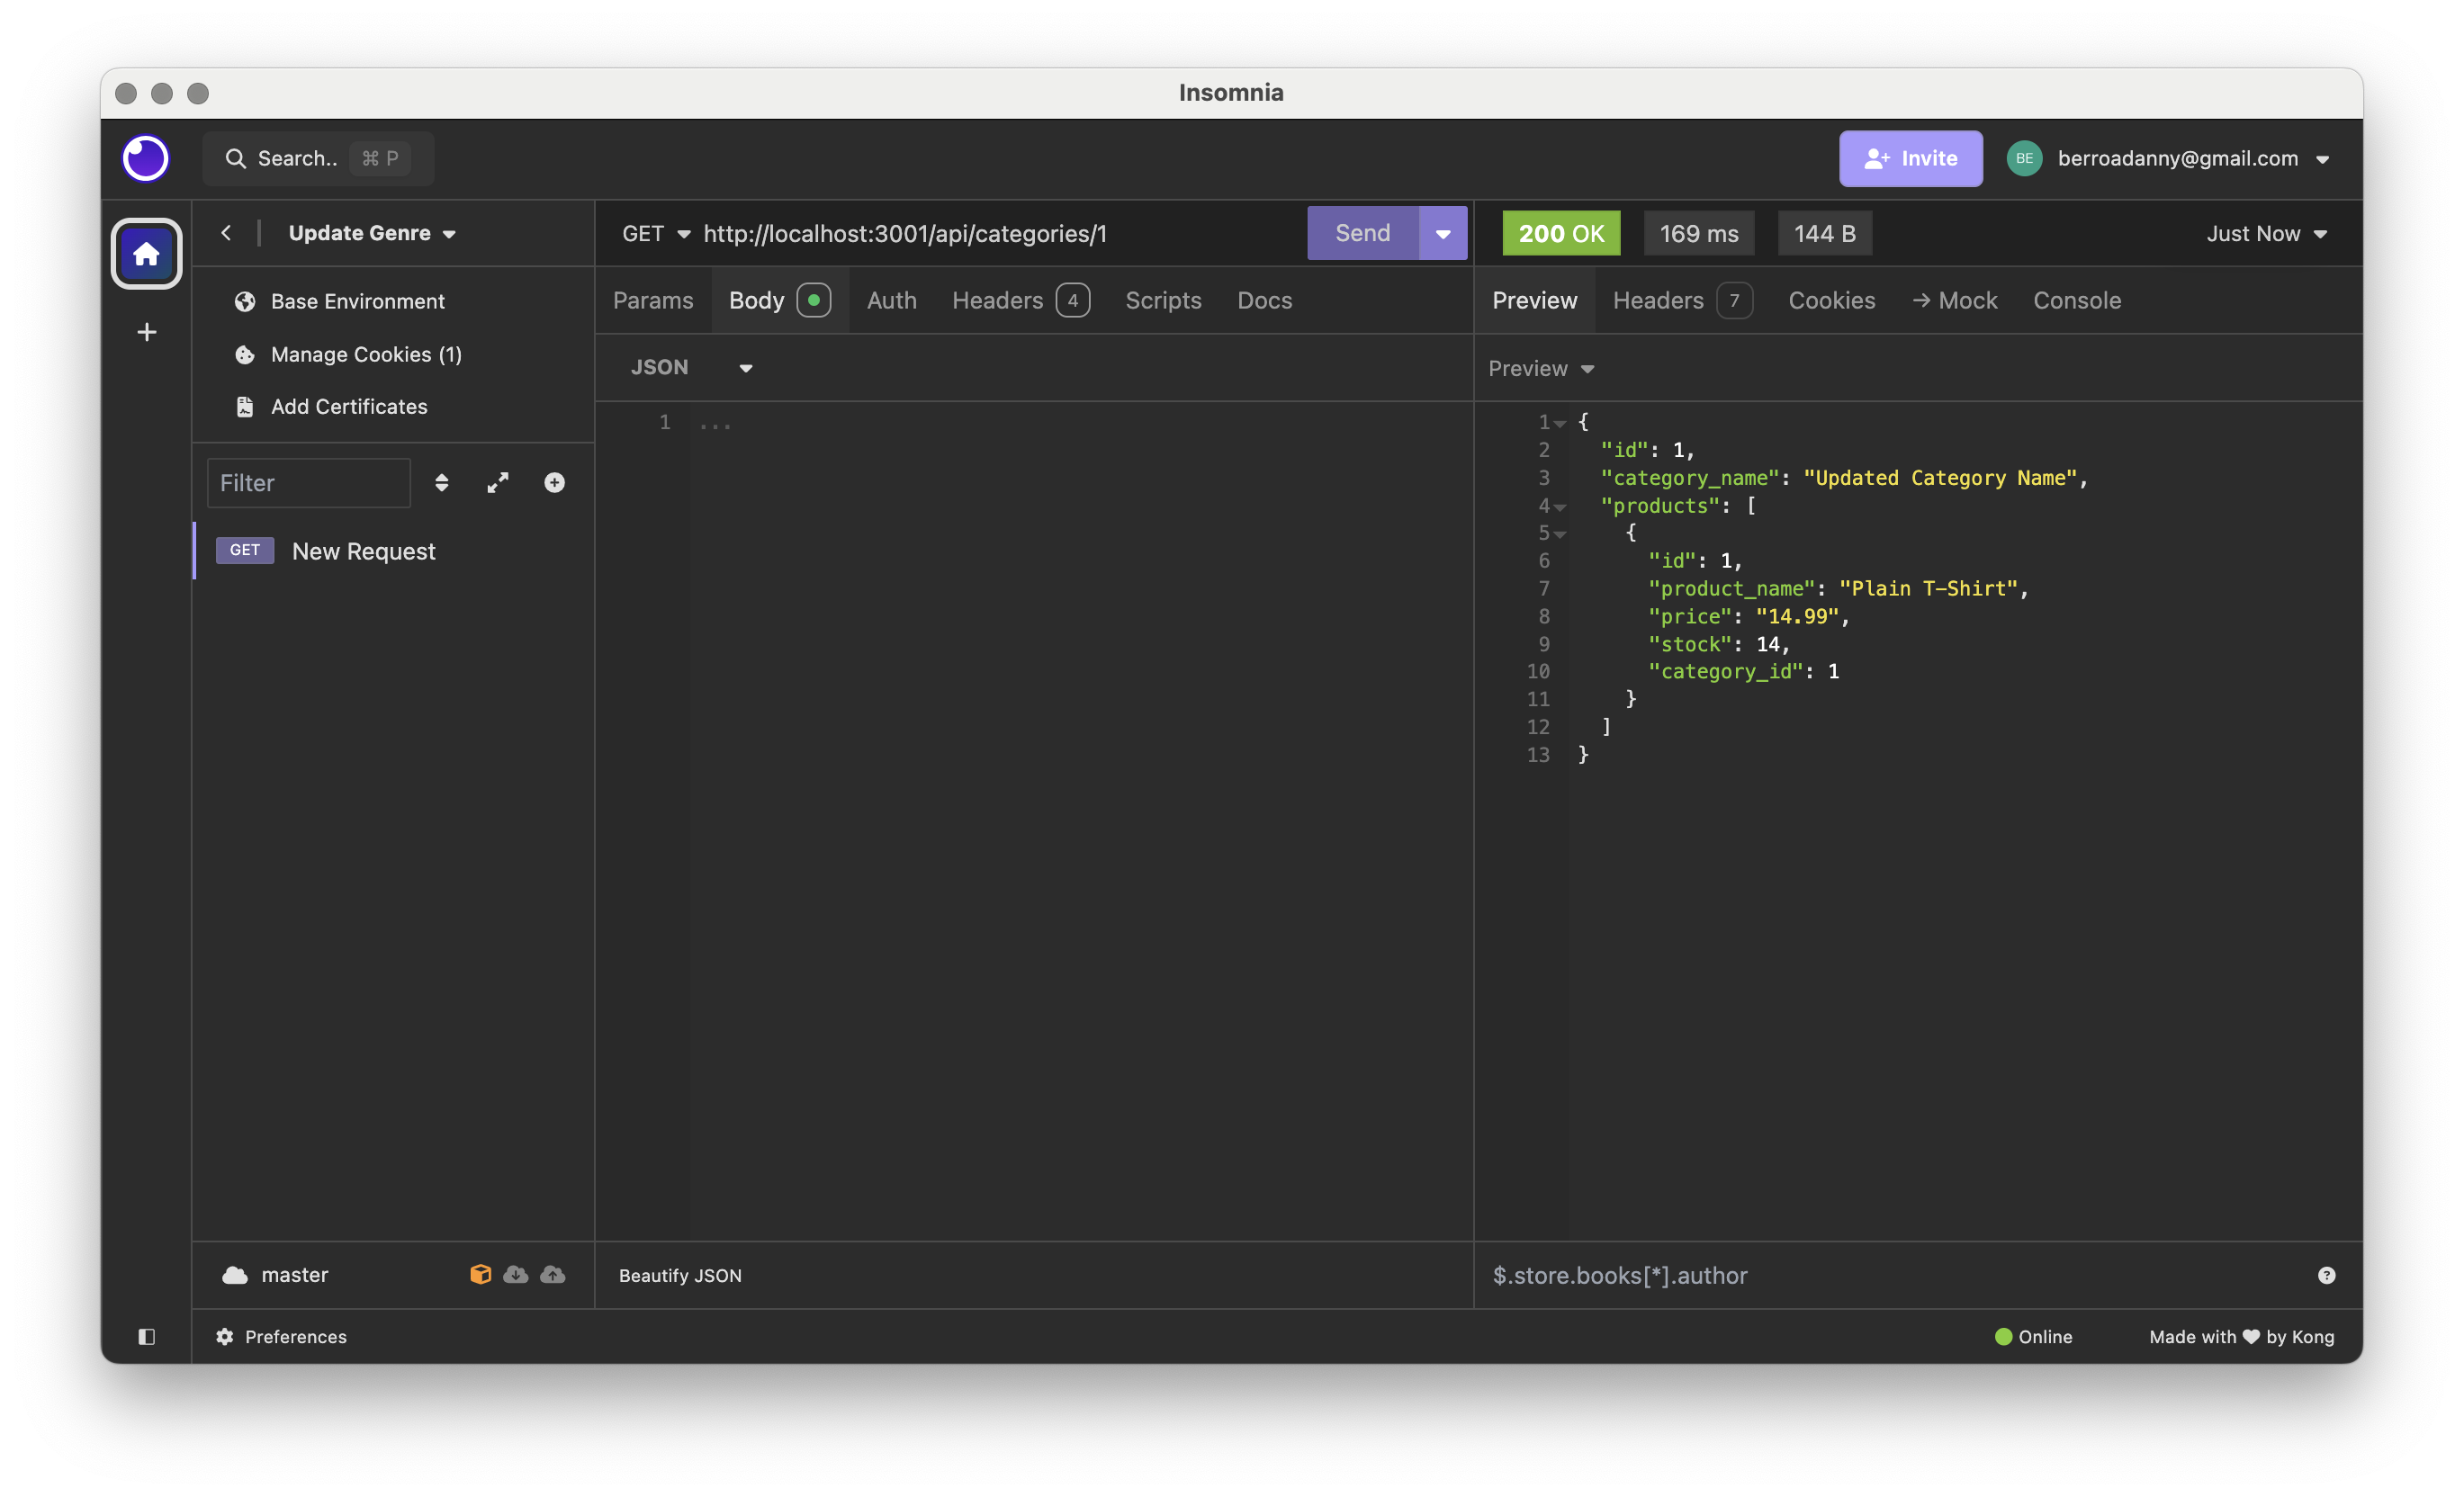 Insomnia
Search.. ⌘ P
Invite
BE berroadanny@gmail.com
Update Genre
Base Environment
Manage Cookies (1)
Add Certificates
Filter
GET New Request
master
Preferences
GET http://localhost:3001/api/categories/1 Send
Params Body Auth Headers 4 Scripts Docs
JSON
1 ...
Beautify JSON
200 OK 169 ms 144 B Just Now
Preview Headers 7 Cookies → Mock Console
Preview
1 {
2 "id": 1,
3 "category_name": "Updated Category Name",
4 "products": [
5 {
6 "id": 1,
7 "product_name": "Plain T-Shirt",
8 "price": "14.99",
9 "stock": 14,
10 "category_id": 1
11 }
12 ]
13 }
$.store.books[*].author ?
Online Made with ♥ by Kong